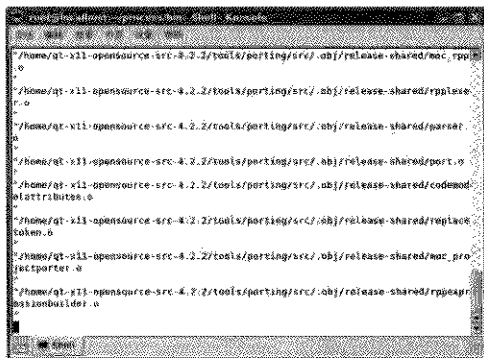 "/home/qt-x11-opensource-src-4.2.2/tools/porting/src/.obj/release-shared/moc_rpp
.o
"
"/home/qt-x11-opensource-src-4.2.2/tools/porting/src/.obj/release-shared/rpplexe
r.o
"
"/home/qt-x11-opensource-src-4.2.2/tools/porting/src/.obj/release-shared/parser.
o
"
"/home/qt-x11-opensource-src-4.2.2/tools/porting/src/.obj/release-shared/port.o
"
"/home/qt-x11-opensource-src-4.2.2/tools/porting/src/.obj/release-shared/codemod
elattributes.o
"
"/home/qt-x11-opensource-src-4.2.2/tools/porting/src/.obj/release-shared/replace
token.o
"
"/home/qt-x11-opensource-src-4.2.2/tools/porting/src/.obj/release-shared/moc_pro
jectporter.o
"
"/home/qt-x11-opensource-src-4.2.2/tools/porting/src/.obj/release-shared/rppexpr
essionbuilder.o
"